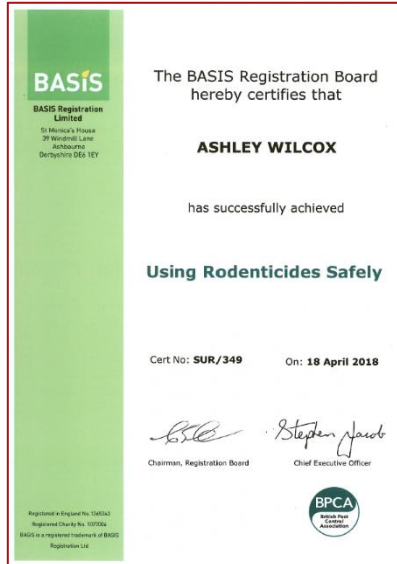 BASIS
BASIS Registration
Limited
St Monica's House
39 Windmill Lane
Ashbourne
Derbyshire DE6 1EY
The BASIS Registration Board
hereby certifies that
ASHLEY WILCOX
has successfully achieved
Using Rodenticides Safely
Cert No: SUR/349
On: 18 April 2018
Stephen Jacob
Chairman, Registration Board
Chief Executive Officer
BPCA
British Pest
Control
Association
Registered in England No.
Registered Charity No.
BASIS is a registered trademark of BASIS
Registration Ltd